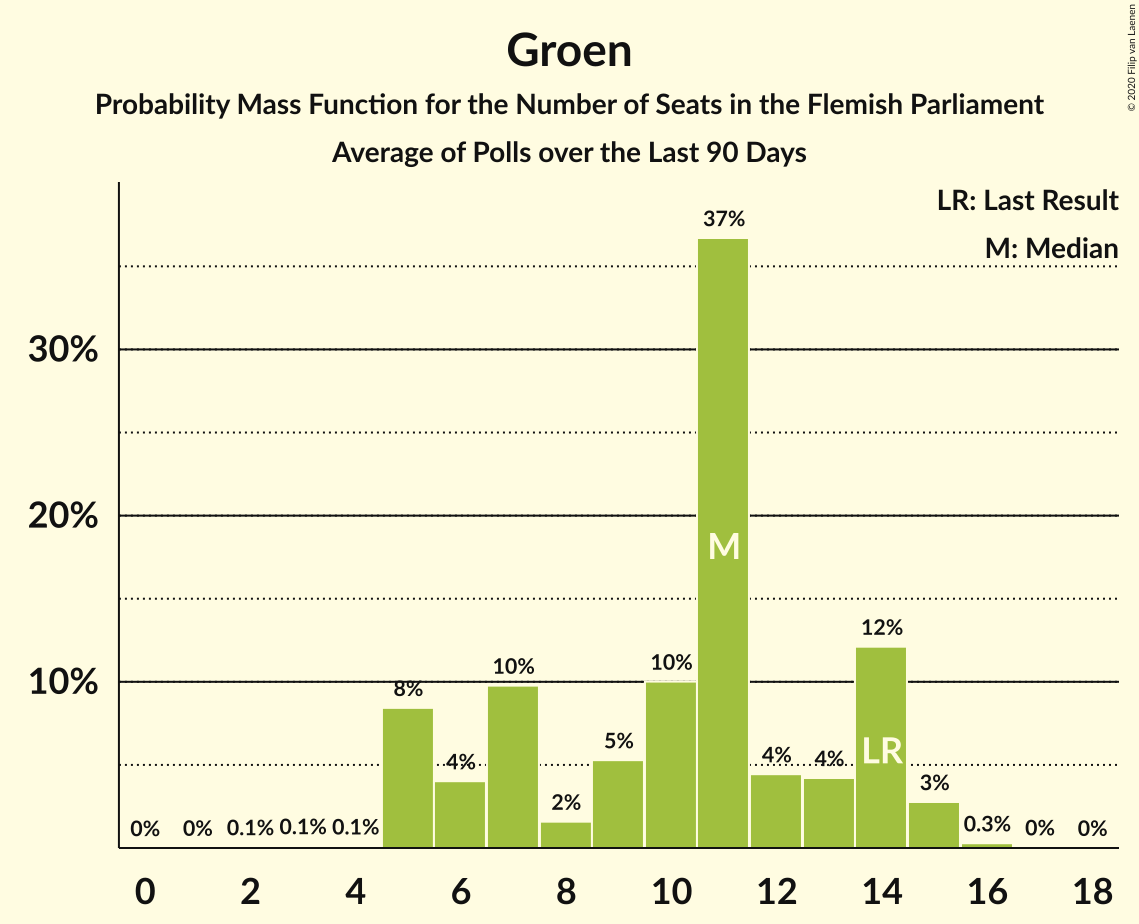 Groen
Probability Mass Function for the Number of Seats in the Flemish Parliament
Average of Polls over the Last 90 Days
© 2020 Filip van Laenen
LR: Last Result
M: Median
37%
30%
20%
10%
M
12%
10%
10%
8%
LR
5%
4%
4%
4%
3%
2%
0%
0%
0.1%
0.1%
0.1%
0.3%
0%
0%
0 2 4 6 8 10 12 14 16 18